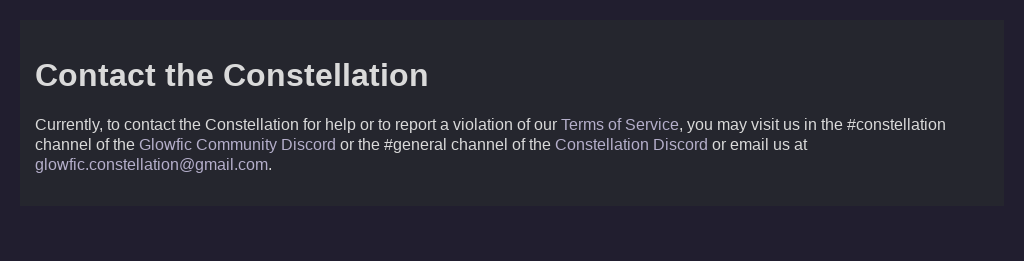 Contact the Constellation
Currently, to contact the Constellation for help or to report a violation of our Terms of Service, you may visit us in the #constellation
channel of the Glowfic Community Discord or the #general channel of the Constellation Discord or email us at
glowfic.constellation@gmail.com.